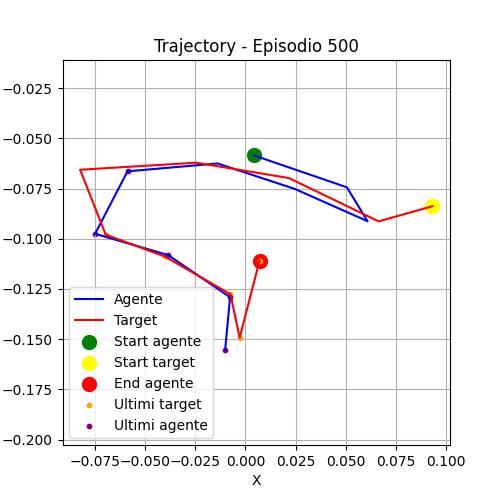 Trajectory - Episodio 500
−0.025
−0.050
−0.075
−0.100
−0.125
−0.150
−0.175
−0.200
Agente
Target
Start agente
Start target
End agente
Ultimi target
Ultimi agente
−0.075 −0.050 −0.025 0.000 0.025 0.050 0.075 0.100
X